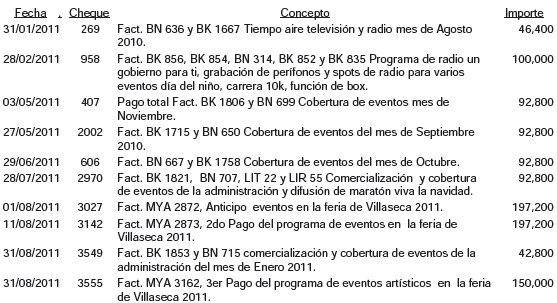 Fecha . Cheque Concepto Importe
31/01/2011 269 Fact. BN 636 y BK 1667 Tiempo aire televisión y radio mes de Agosto 46,400
2010.
28/02/2011 958 Fact. BK 856, BK 854, BN 314, BK 852 y BK 835 Programa de radio un 100,000
gobierno para ti, grabación de perífonos y spots de radio para varios
eventos día del niño, carrera 10k, función de box.
03/05/2011 407 Pago total Fact. BK 1806 y BN 699 Cobertura de eventos mes de 92,800
Noviembre.
27/05/2011 2002 Fact. BK 1715 y BN 650 Cobertura de eventos del mes de Septiembre 92,800
2010.
29/06/2011 606 Fact. BN 667 y BK 1758 Cobertura de eventos del mes de Octubre. 92,800
28/07/2011 2970 Fact. BK 1821, BN 707, LIT 22 y LIR 55 Comercialización y cobertura 92,800
de eventos de la administración y difusión de maratón viva la navidad.
01/08/2011 3027 Fact. MYA 2872, Anticipo eventos en la feria de Villaseca 2011. 197,200
11/08/2011 3142 Fact. MYA 2873, 2do Pago del programa de eventos en la feria de 197,200
Villaseca 2011.
31/08/2011 3549 Fact. BK 1853 y BN 715 comercialización y cobertura de eventos de la 42,800
administración del mes de Enero 2011.
31/08/2011 3555 Fact. MYA 3162, 3er Pago del programa de eventos artísticos en la feria 150,000
de Villaseca 2011.